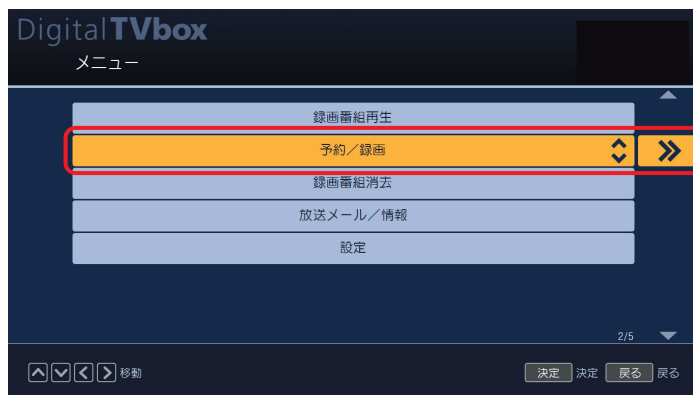 Digital TVbox
メニュー
録画番組再生
予約／録画
録画番組消去
放送メール／情報
設定
2/5
移動 決定 決定 戻る 戻る